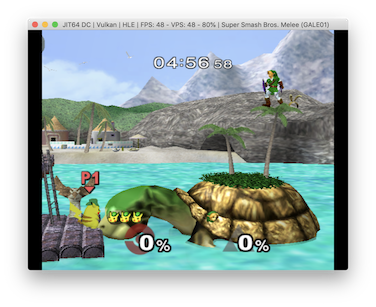 JIT64 DC | Vulkan | HLE | FPS: 48 - VPS: 48 - 80% | Super Smash Bros. Melee (GALE01)
04:56 58
P1
0% 0%